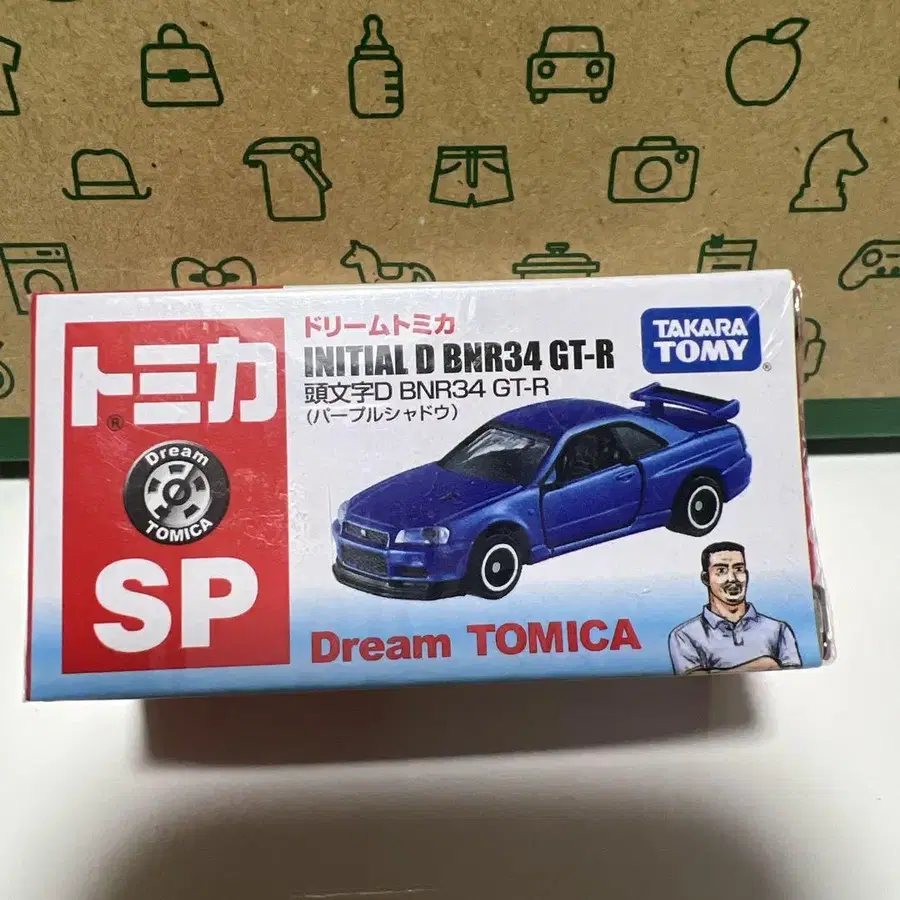 トミカ
®
Dream
TOMICA
SP
ドリームトミカ
INITIAL D BNR34 GT-R
頭文字D BNR34 GT-R
(パープルシャドウ)
TAKARA
TOMY
®
Dream TOMICA